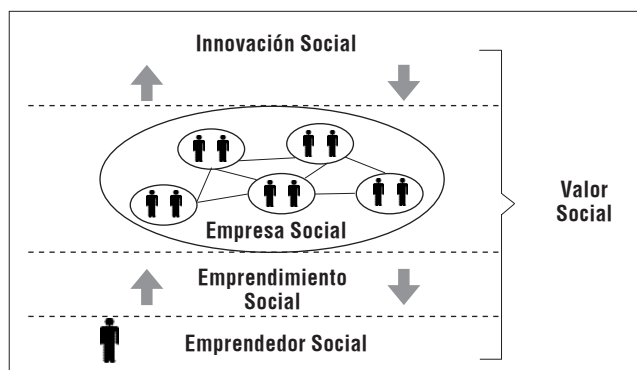 Innovación Social
Empresa Social
Valor
Social
Emprendimiento
Social
Emprendedor Social